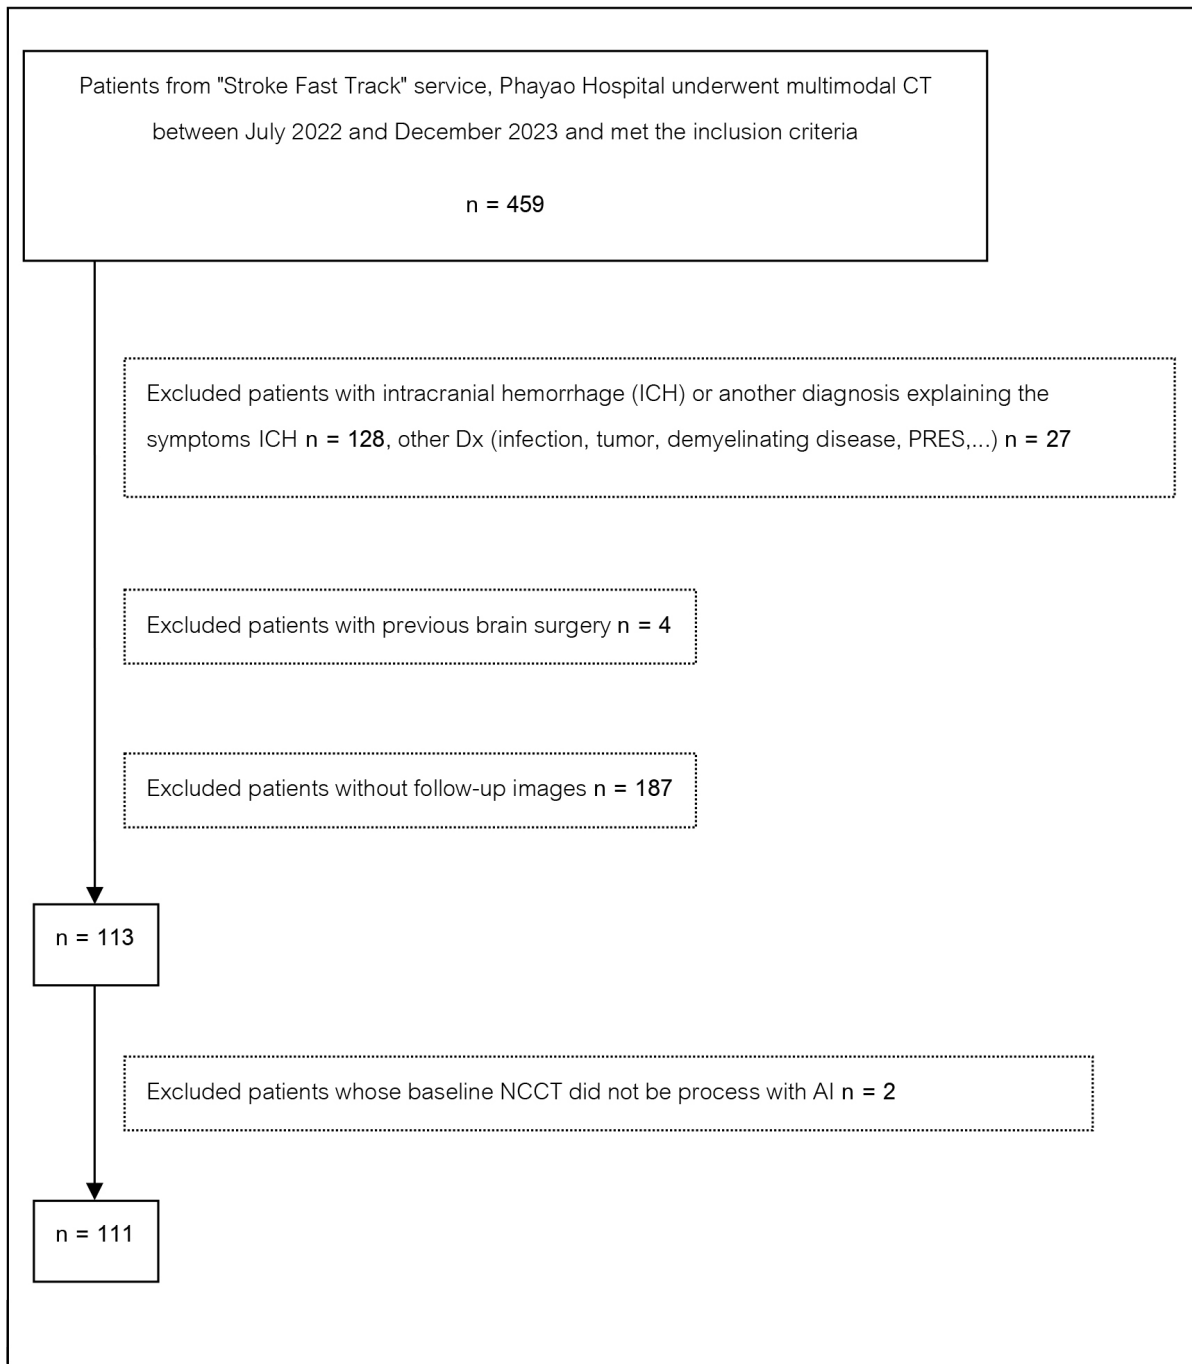 Patients from "Stroke Fast Track" service, Phayao Hospital underwent multimodal CT
between July 2022 and December 2023 and met the inclusion criteria
n = 459
Excluded patients with intracranial hemorrhage (ICH) or another diagnosis explaining the
symptoms ICH n = 128, other Dx (infection, tumor, demyelinating disease, PRES,...) n = 27
Excluded patients with previous brain surgery n = 4
Excluded patients without follow-up images n = 187
n = 113
Excluded patients whose baseline NCCT did not be process with AI n = 2
n = 111